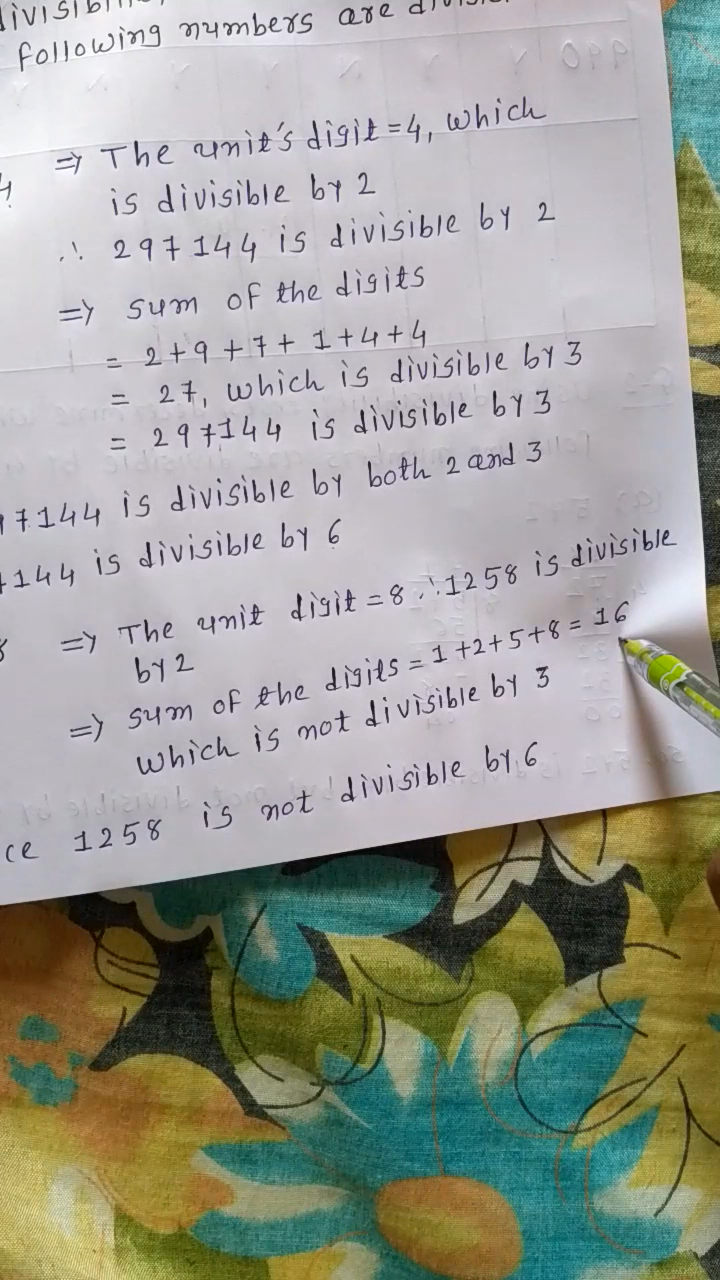 following numbers are
4 ⇒ The unit's digit = 4, which
is divisible by 2
∴ 297144 is divisible by 2
⇒ sum of the digits
= 2+9+7+1+4+4
= 27, which is divisible by 3
= 297144 is divisible by 3
7144 is divisible by both 2 and 3
144 is divisible by 6
8 ⇒ The unit digit = 8 ∴ 1258 is divisible
by 2
⇒ sum of the digits = 1+2+5+8 = 16
which is not divisible by 3
ce 1258 is not divisible by 6